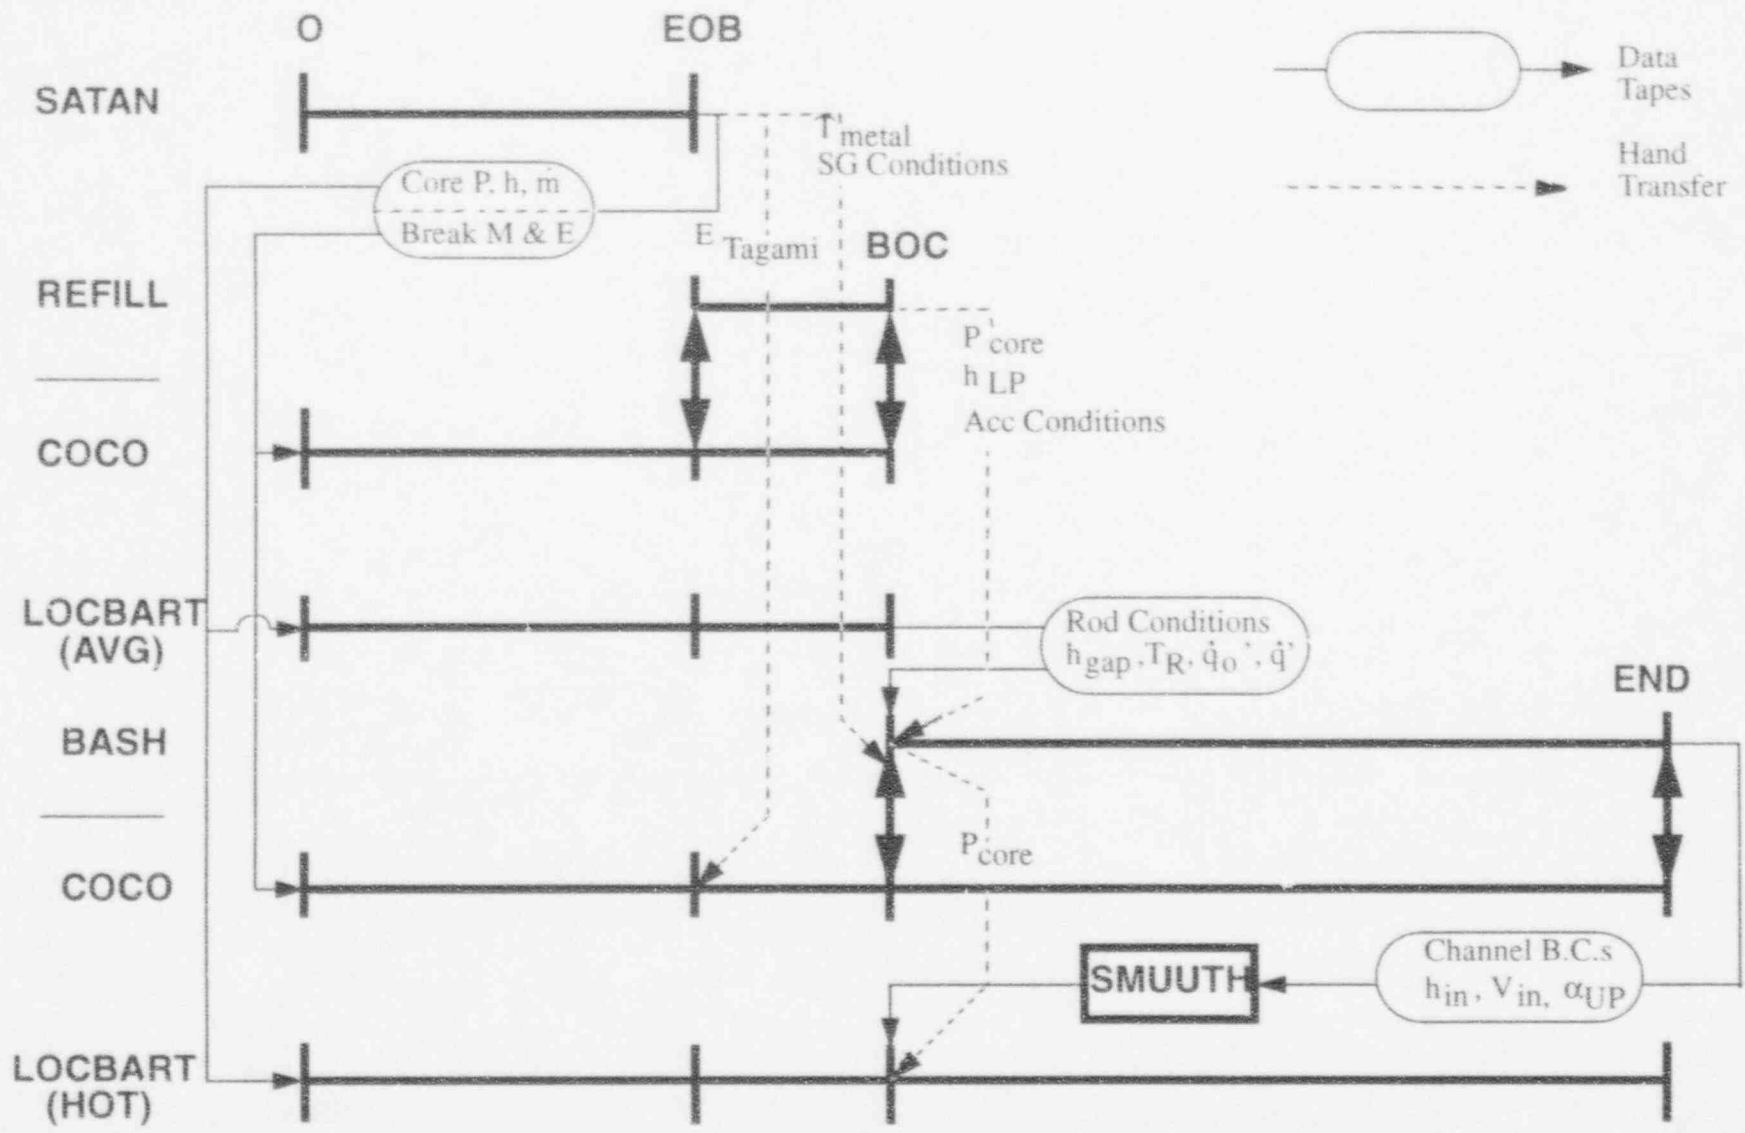 O
EOB
SATAN
Data
Tapes
Hand
Transfer
T metal
SG Conditions
Core P, h, ṁ
Break M & E
E Tagami
BOC
REFILL
P core
h LP
Acc Conditions
COCO
LOCBART
(AVG)
Rod Conditions
h gap, T R, q̇ o', q̇'
END
BASH
P core
COCO
Channel B.C.s
h in, V in, α UP
SMUUTH
LOCBART
(HOT)